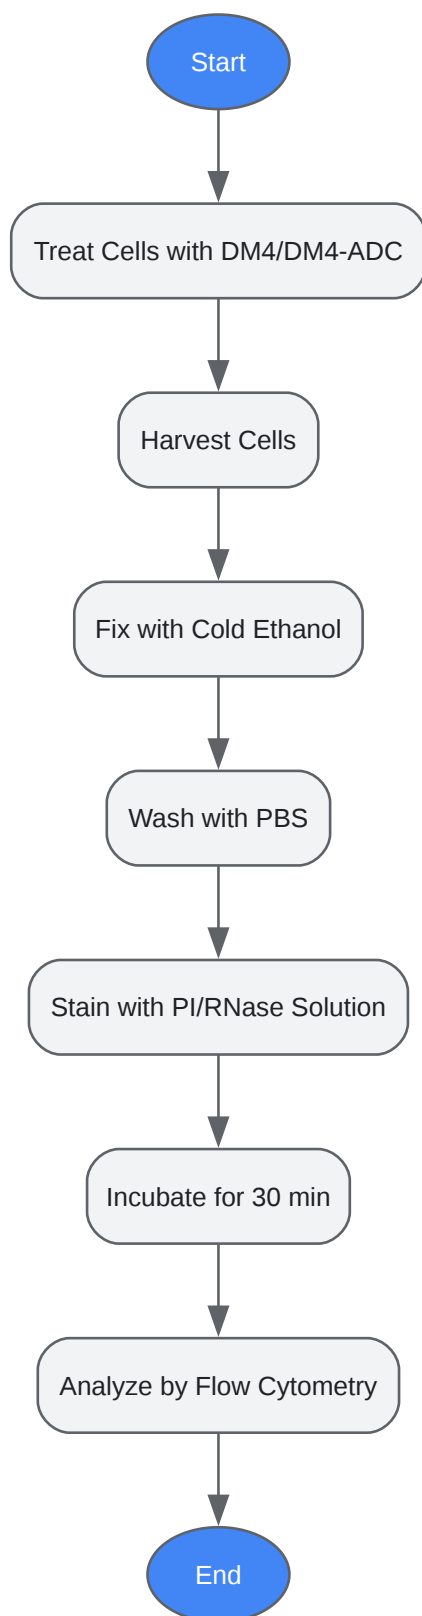 Start
Treat Cells with DM4/DM4-ADC
Harvest Cells
Fix with Cold Ethanol
Wash with PBS
Stain with PI/RNase Solution
Incubate for 30 min
Analyze by Flow Cytometry
End